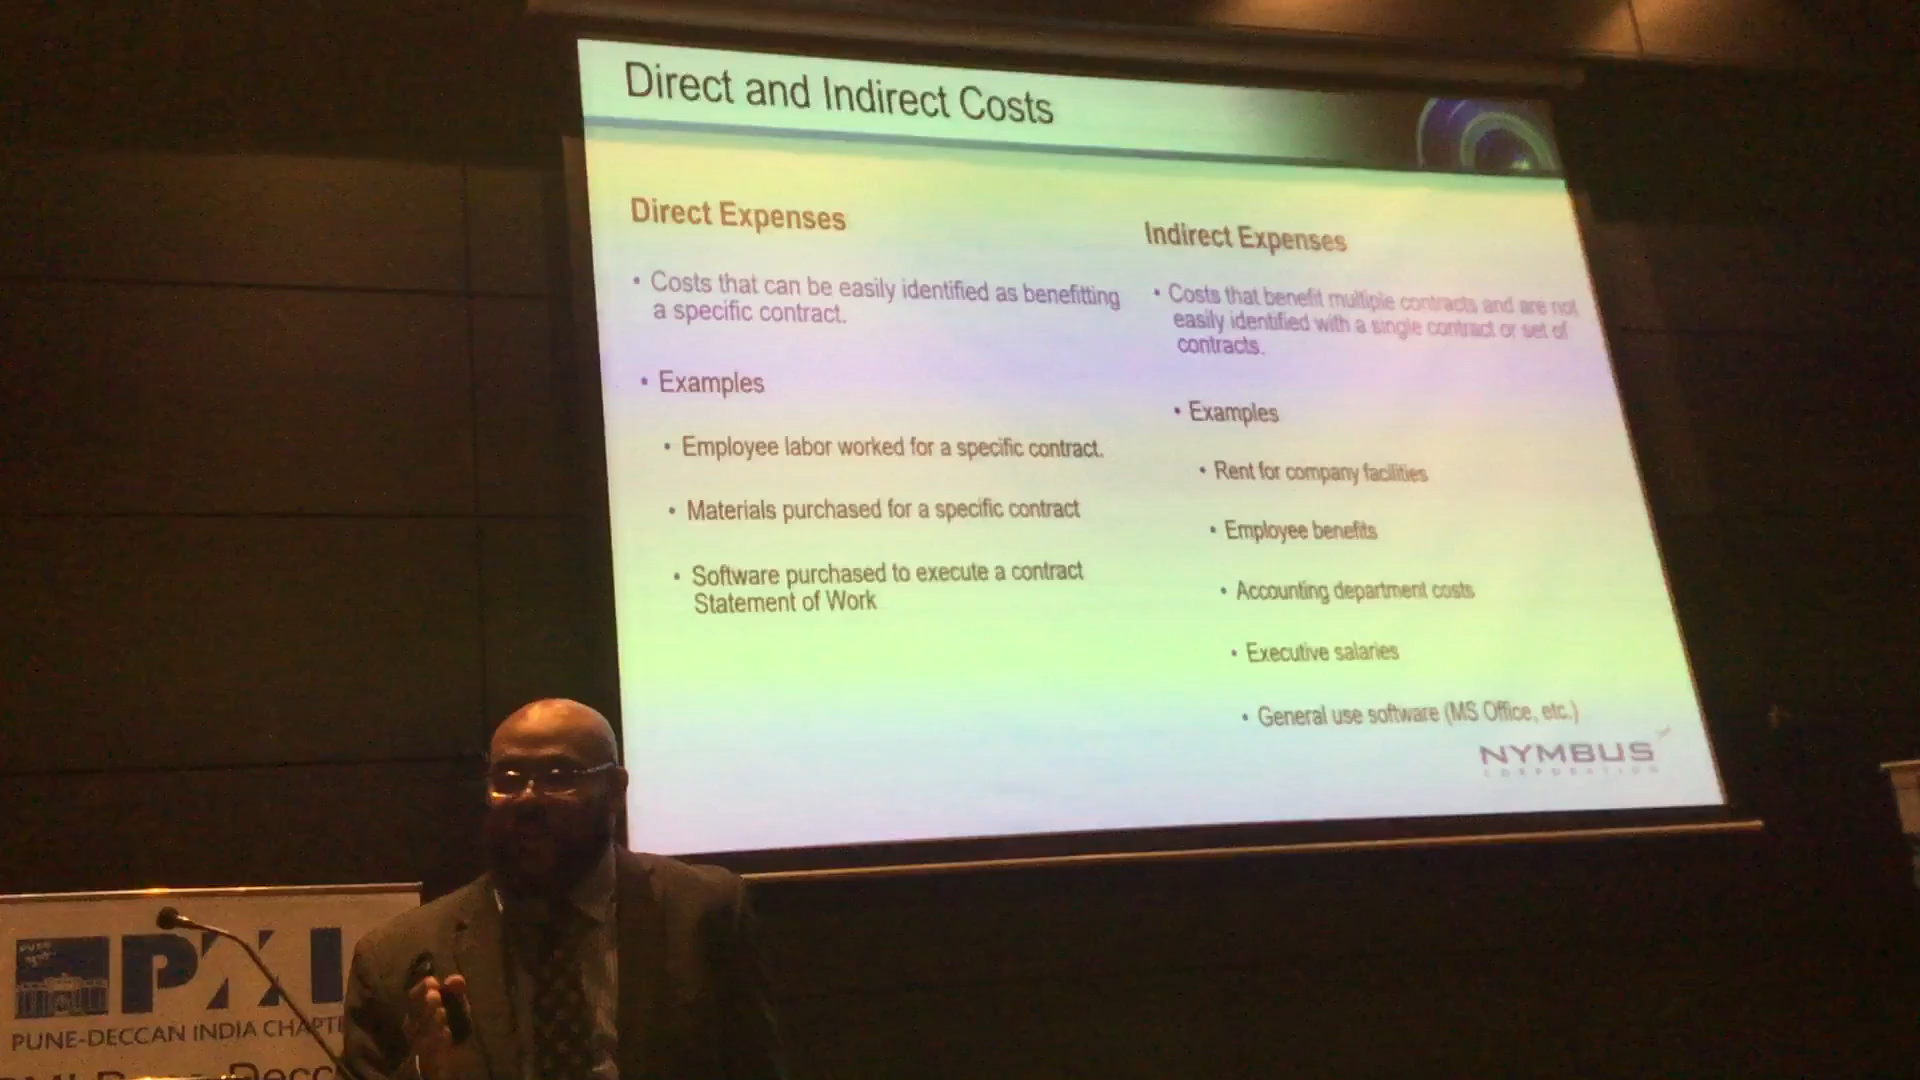 Direct and Indirect Costs
Direct Expenses
• Costs that can be easily identified as benefitting
a specific contract.
• Examples
• Employee labor worked for a specific contract.
• Materials purchased for a specific contract
• Software purchased to execute a contract
Statement of Work
Indirect Expenses
• Costs that benefit multiple contracts and are not
easily identified with a single contract or set of
contracts.
• Examples
• Rent for company facilities
• Employee benefits
• Accounting department costs
• Executive salaries
• General use software (MS Office, etc.)
NYMBUS
CORPORATION
PMI
PUNE-DECCAN INDIA CHAPT